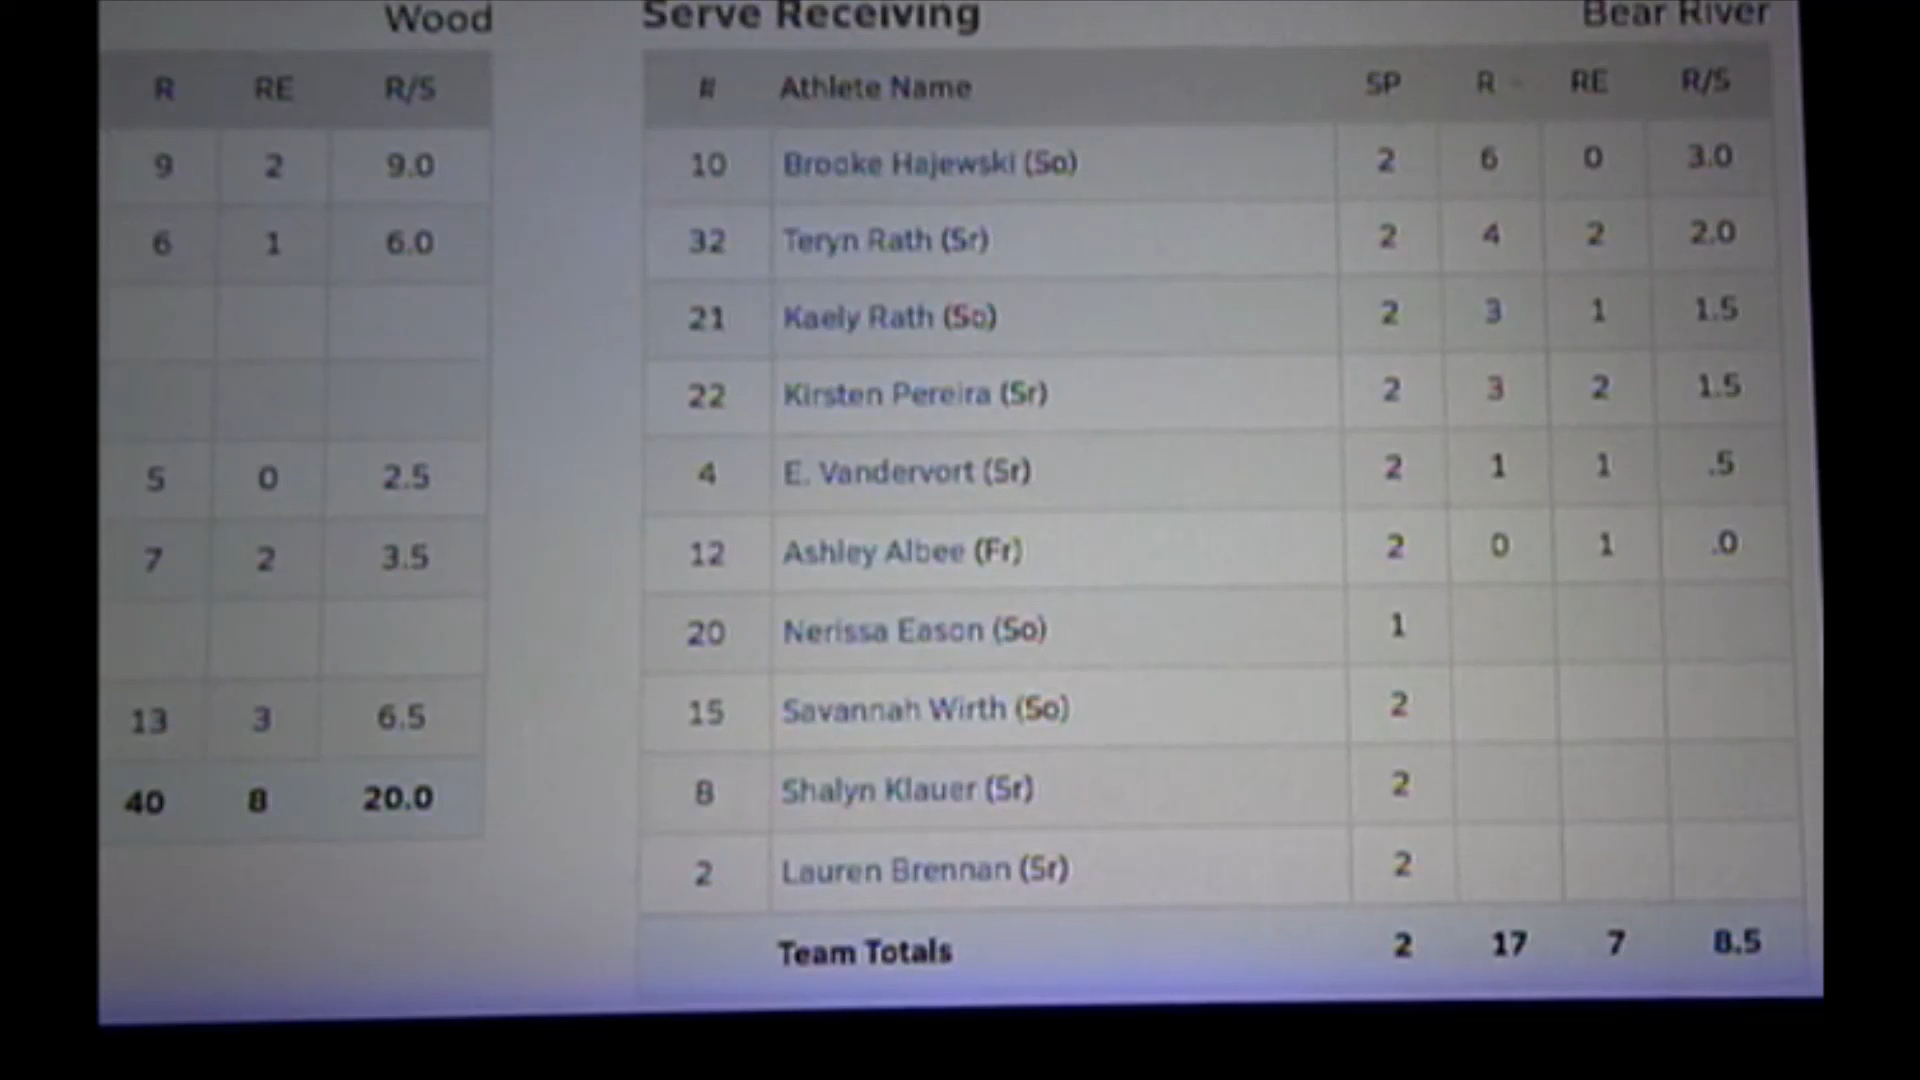 Wood
R RE R/S
9 2 9.0
6 1 6.0
5 0 2.5
7 2 3.5
13 3 6.5
40 8 20.0
Serve Receiving Bear River
# Athlete Name SP R RE R/S
10 Brooke Hajewski (So) 2 6 0 3.0
32 Teryn Rath (Sr) 2 4 2 2.0
21 Kaely Rath (So) 2 3 1 1.5
22 Kirsten Pereira (Sr) 2 3 2 1.5
4 E. Vandervort (Sr) 2 1 1 .5
12 Ashley Albee (Fr) 2 0 1 .0
20 Nerissa Eason (So) 1
15 Savannah Wirth (So) 2
8 Shalyn Klauer (Sr) 2
2 Lauren Brennan (Sr) 2
Team Totals 2 17 7 8.5